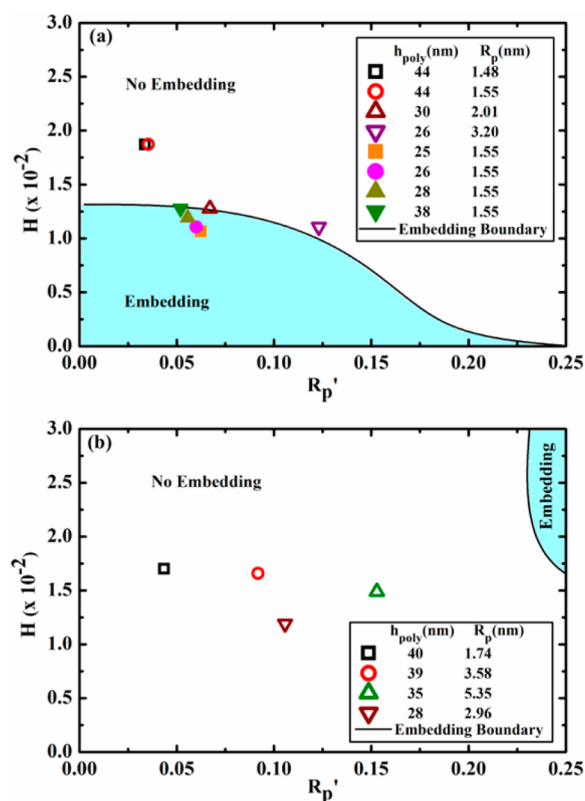 (a)
h_poly(nm) R_p(nm)
44 1.48
44 1.55
30 2.01
26 3.20
25 1.55
26 1.55
28 1.55
38 1.55
Embedding Boundary
No Embedding
Embedding
H (x 10^-2)
3.0
2.5
2.0
1.5
1.0
0.5
0.0
0.00 0.05 0.10 0.15 0.20 0.25
R_p'
(b)
No Embedding
Embedding
H (x 10^-2)
3.0
2.5
2.0
1.5
1.0
0.5
0.0
h_poly(nm) R_p(nm)
40 1.74
39 3.58
35 5.35
28 2.96
Embedding Boundary
0.00 0.05 0.10 0.15 0.20 0.25
R_p'